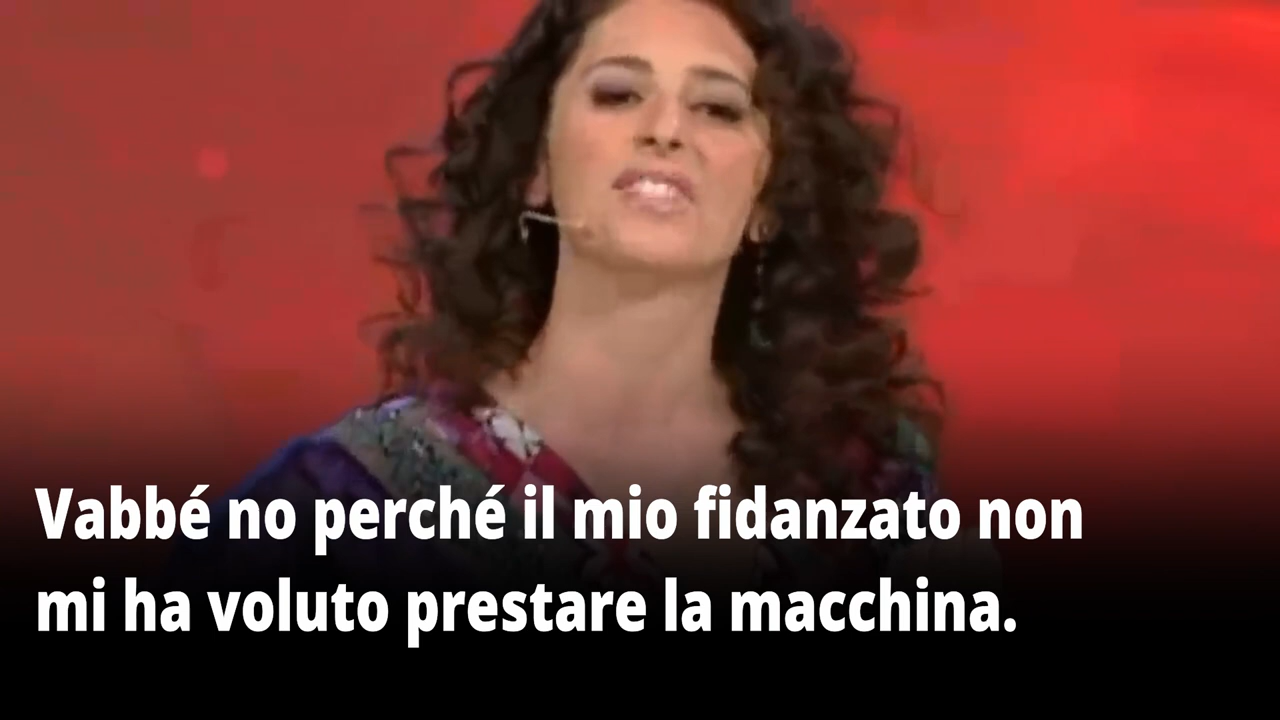 Vabbé no perché il mio fidanzato non
mi ha voluto prestare la macchina.